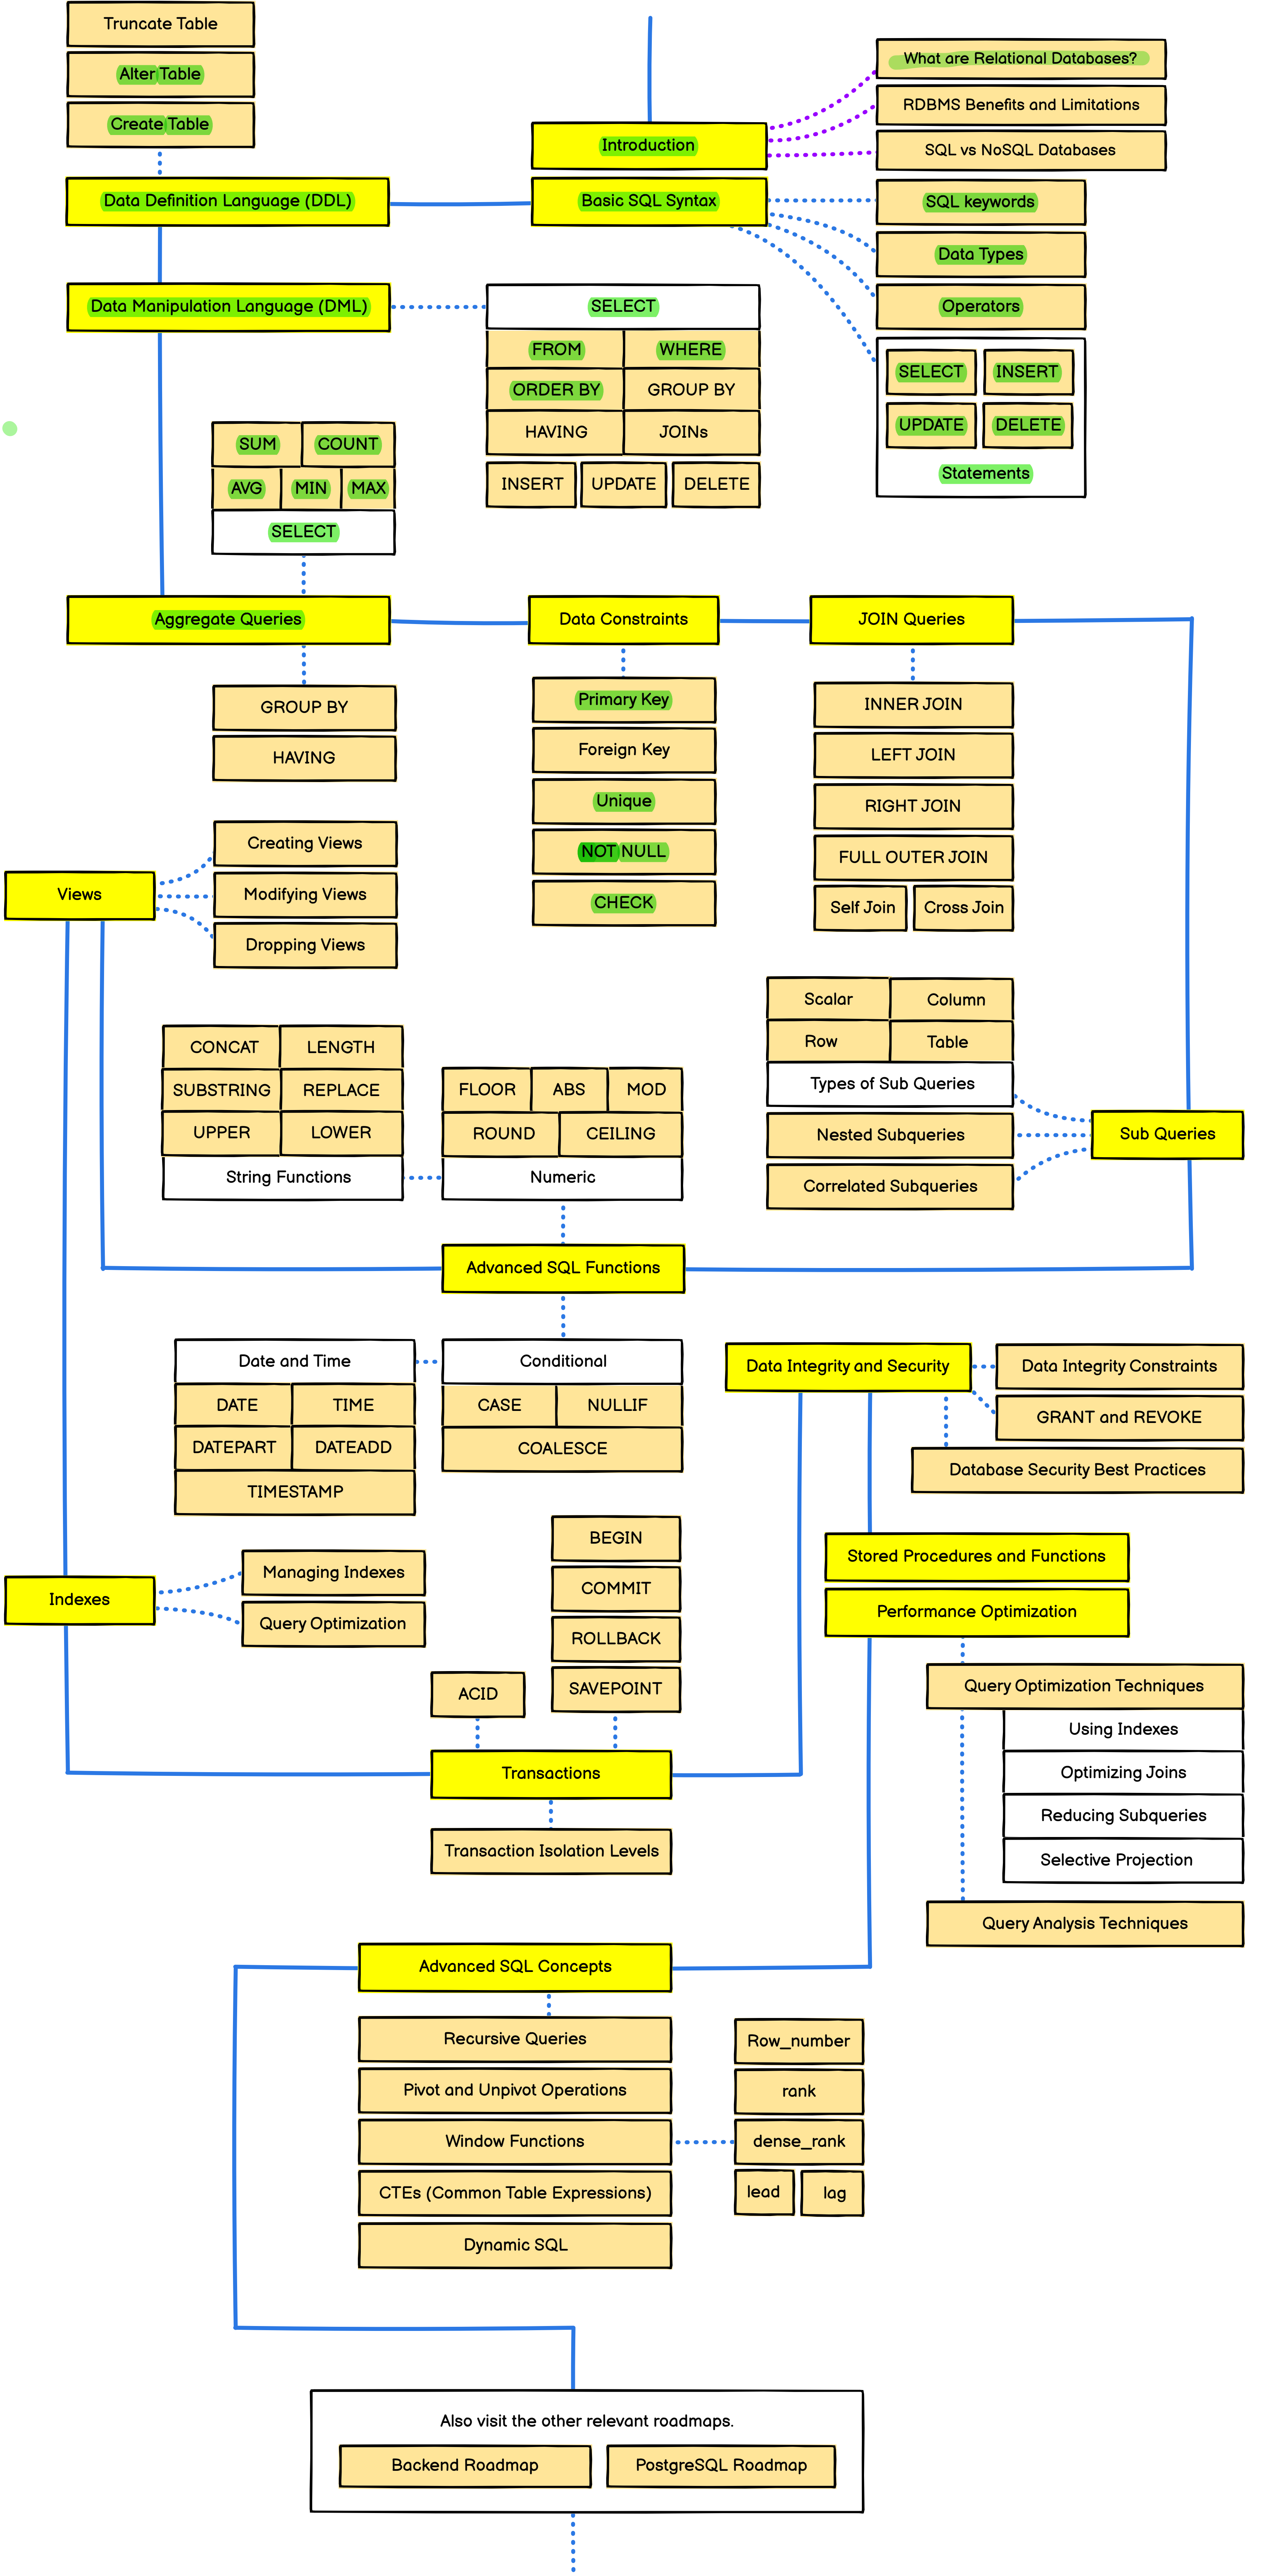 Truncate Table
Alter Table
Create Table
Data Definition Language (DDL)
Introduction
What are Relational Databases?
RDBMS Benefits and Limitations
SQL vs NoSQL Databases
Basic SQL Syntax
SQL keywords
Data Types
Operators
SELECT
INSERT
UPDATE
DELETE
Statements
Data Manipulation Language (DML)
SELECT
FROM
WHERE
ORDER BY
GROUP BY
HAVING
JOINs
INSERT
UPDATE
DELETE
SUM
COUNT
AVG
MIN
MAX
SELECT
Aggregate Queries
GROUP BY
HAVING
Data Constraints
Primary Key
Foreign Key
Unique
NOT NULL
CHECK
JOIN Queries
INNER JOIN
LEFT JOIN
RIGHT JOIN
FULL OUTER JOIN
Self Join
Cross Join
Views
Creating Views
Modifying Views
Dropping Views
Scalar
Column
Row
Table
Types of Sub Queries
Nested Subqueries
Correlated Subqueries
Sub Queries
CONCAT
LENGTH
SUBSTRING
REPLACE
UPPER
LOWER
String Functions
FLOOR
ABS
MOD
ROUND
CEILING
Numeric
Advanced SQL Functions
Date and Time
DATE
TIME
DATEPART
DATEADD
TIMESTAMP
Conditional
CASE
NULLIF
COALESCE
Data Integrity and Security
Data Integrity Constraints
GRANT and REVOKE
Database Security Best Practices
Indexes
Managing Indexes
Query Optimization
BEGIN
COMMIT
ROLLBACK
SAVEPOINT
ACID
Transactions
Transaction Isolation Levels
Stored Procedures and Functions
Performance Optimization
Query Optimization Techniques
Using Indexes
Optimizing Joins
Reducing Subqueries
Selective Projection
Query Analysis Techniques
Advanced SQL Concepts
Recursive Queries
Pivot and Unpivot Operations
Window Functions
CTEs (Common Table Expressions)
Dynamic SQL
Row_number
rank
dense_rank
lead
lag
Also visit the other relevant roadmaps.
Backend Roadmap
PostgreSQL Roadmap